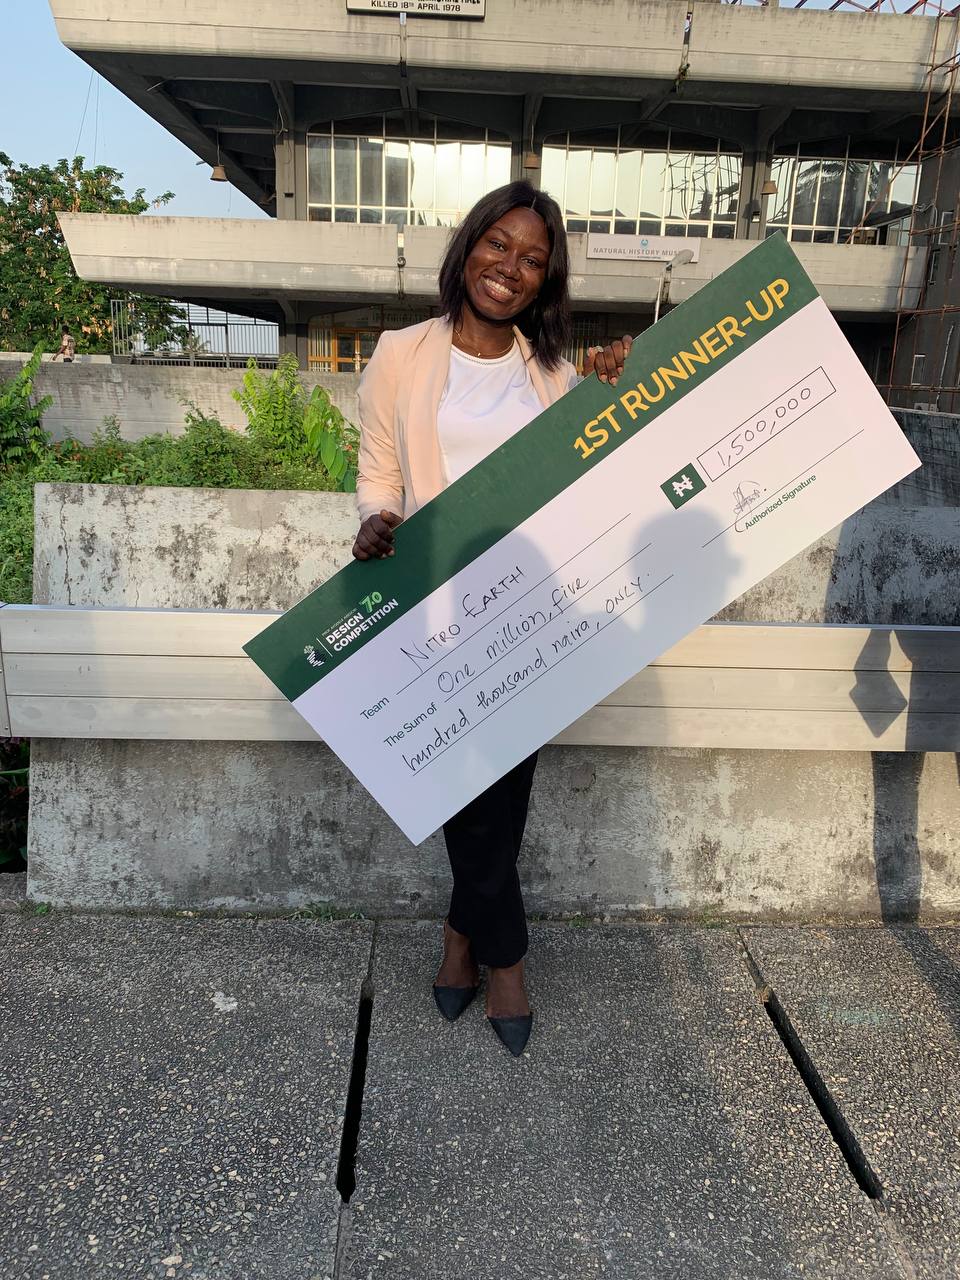 KILLED 18TH APRIL 1978
NATURAL HISTORY
1ST RUNNER-UP
₦ 1,500,000
Authorized Signature
7.0
DESIGN
COMPETITION
Team NITRO EARTH
The Sum of One million, five
hundred thousand naira, ONLY.